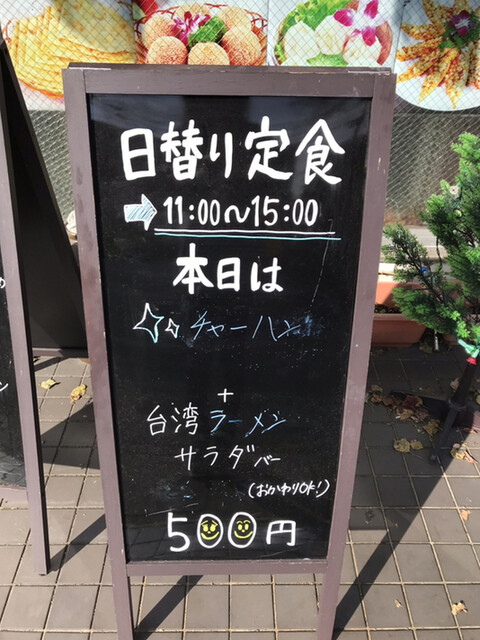 日替り定食
11:00〜15:00
本日は
チャーハン
+
台湾ラーメン
サラダバー
(おかわりOK!)
500円